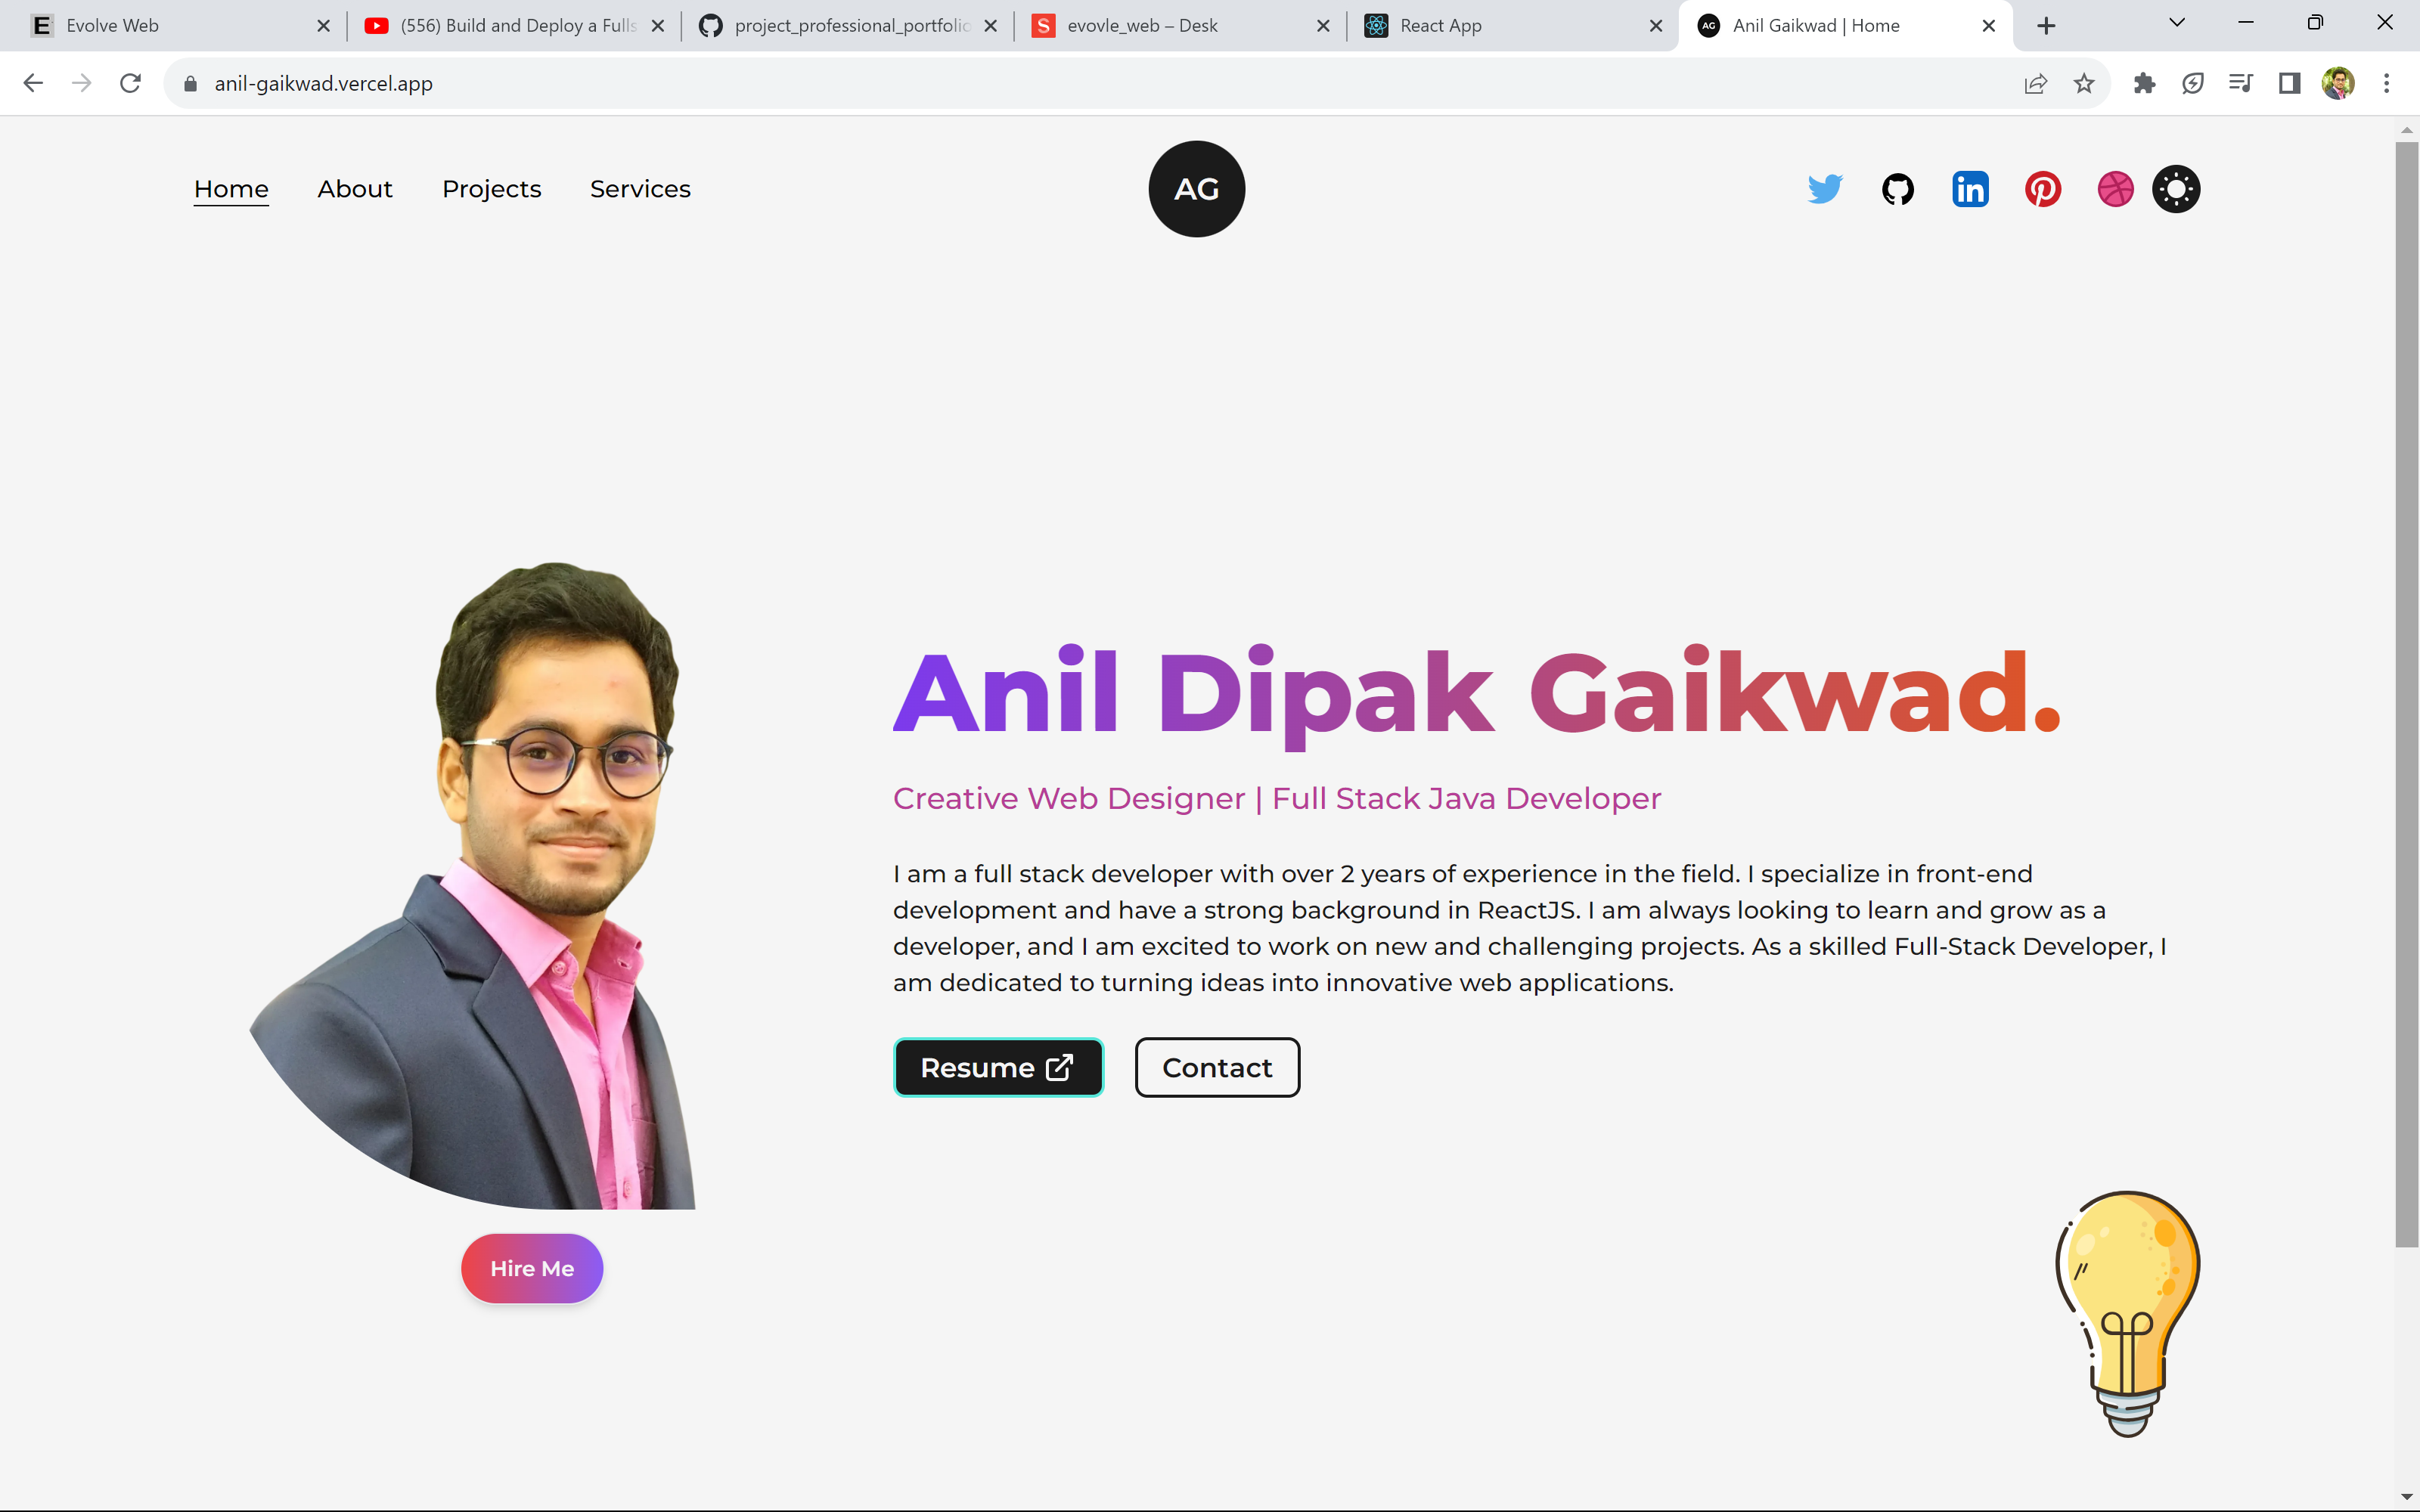 E Evolve Web
(556) Build and Deploy a Fulls
project_professional_portfolio
S evovle_web – Desk
React App
AG Anil Gaikwad | Home
anil-gaikwad.vercel.app
Home About Projects Services
AG
in
Anil Dipak Gaikwad.
Creative Web Designer | Full Stack Java Developer
I am a full stack developer with over 2 years of experience in the field. I specialize in front-end
development and have a strong background in ReactJS. I am always looking to learn and grow as a
developer, and I am excited to work on new and challenging projects. As a skilled Full-Stack Developer, I
am dedicated to turning ideas into innovative web applications.
Resume
Contact
Hire Me